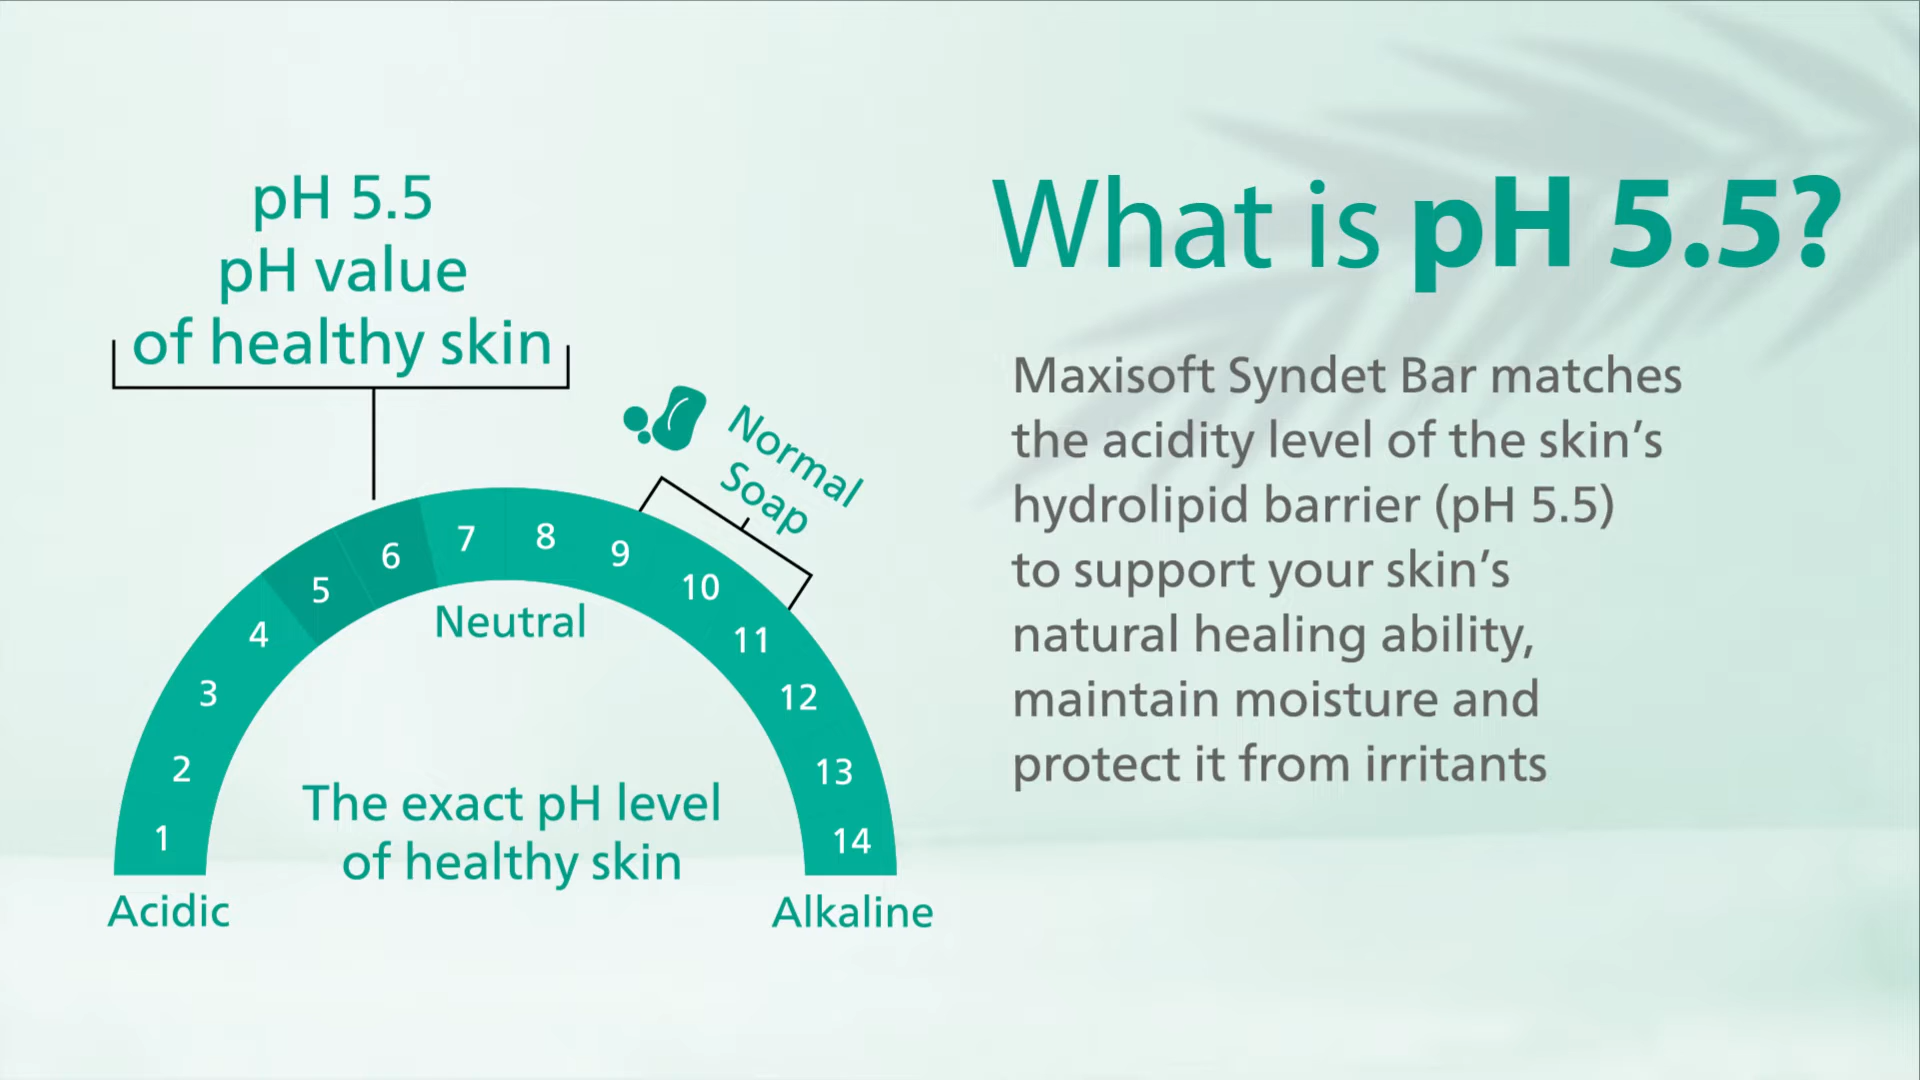 pH 5.5
pH value
of healthy skin
Normal
Soap
1
2
3
4
5
6
7
8
9
10
11
12
13
14
Neutral
The exact pH level
of healthy skin
Acidic
Alkaline
What is pH 5.5?
Maxisoft Syndet Bar matches
the acidity level of the skin’s
hydrolipid barrier (pH 5.5)
to support your skin’s
natural healing ability,
maintain moisture and
protect it from irritants